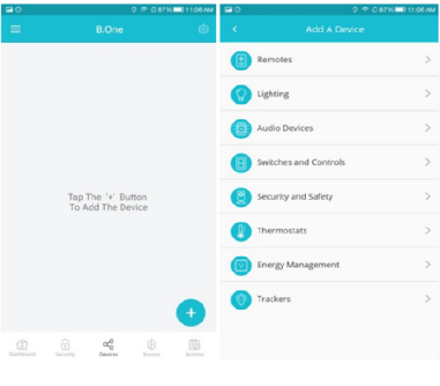 87% 11:06 AM
B.One
Tap The '+' Button
To Add The Device
+
Dashboard
Security
Devices
Actions
87% 11:06 AM
Add A Device
Remotes
Lighting
Audio Devices
Switches and Controls
Security and Safety
Thermostats
Energy Management
Trackers